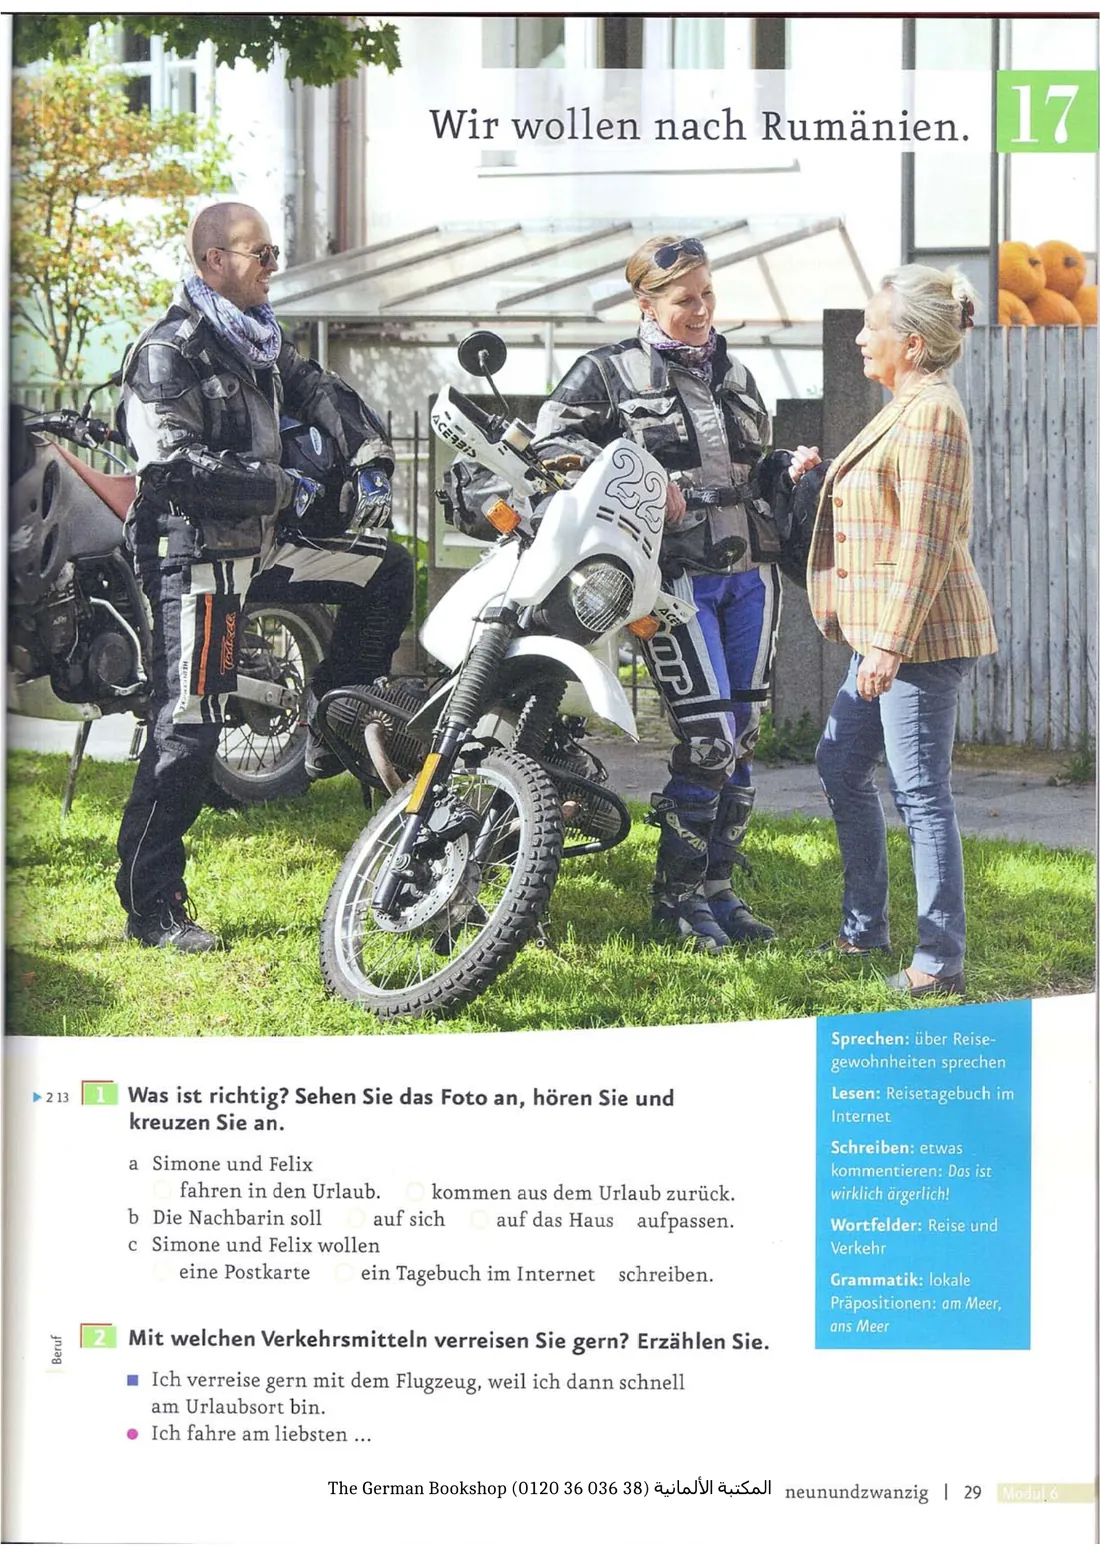 Wir wollen nach Rumänien.
17
ACERBIS
22
Sprechen: über Reise-
gewohnheiten sprechen
Lesen: Reisetagebuch im
Internet
Schreiben: etwas
kommentieren: Das ist
wirklich ärgerlich!
Wortfelder: Reise und
Verkehr
Grammatik: lokale
Präpositionen: am Meer,
ans Meer
▶ 2 13
1 Was ist richtig? Sehen Sie das Foto an, hören Sie und
kreuzen Sie an.
a Simone und Felix
fahren in den Urlaub. kommen aus dem Urlaub zurück.
b Die Nachbarin soll auf sich auf das Haus aufpassen.
c Simone und Felix wollen
eine Postkarte ein Tagebuch im Internet schreiben.
Beruf
2 Mit welchen Verkehrsmitteln verreisen Sie gern? Erzählen Sie.
Ich verreise gern mit dem Flugzeug, weil ich dann schnell
am Urlaubsort bin.
Ich fahre am liebsten ...
The German Bookshop (0120 36 036 38) المكتبة الألمانية
neunundzwanzig | 29 Modul 6